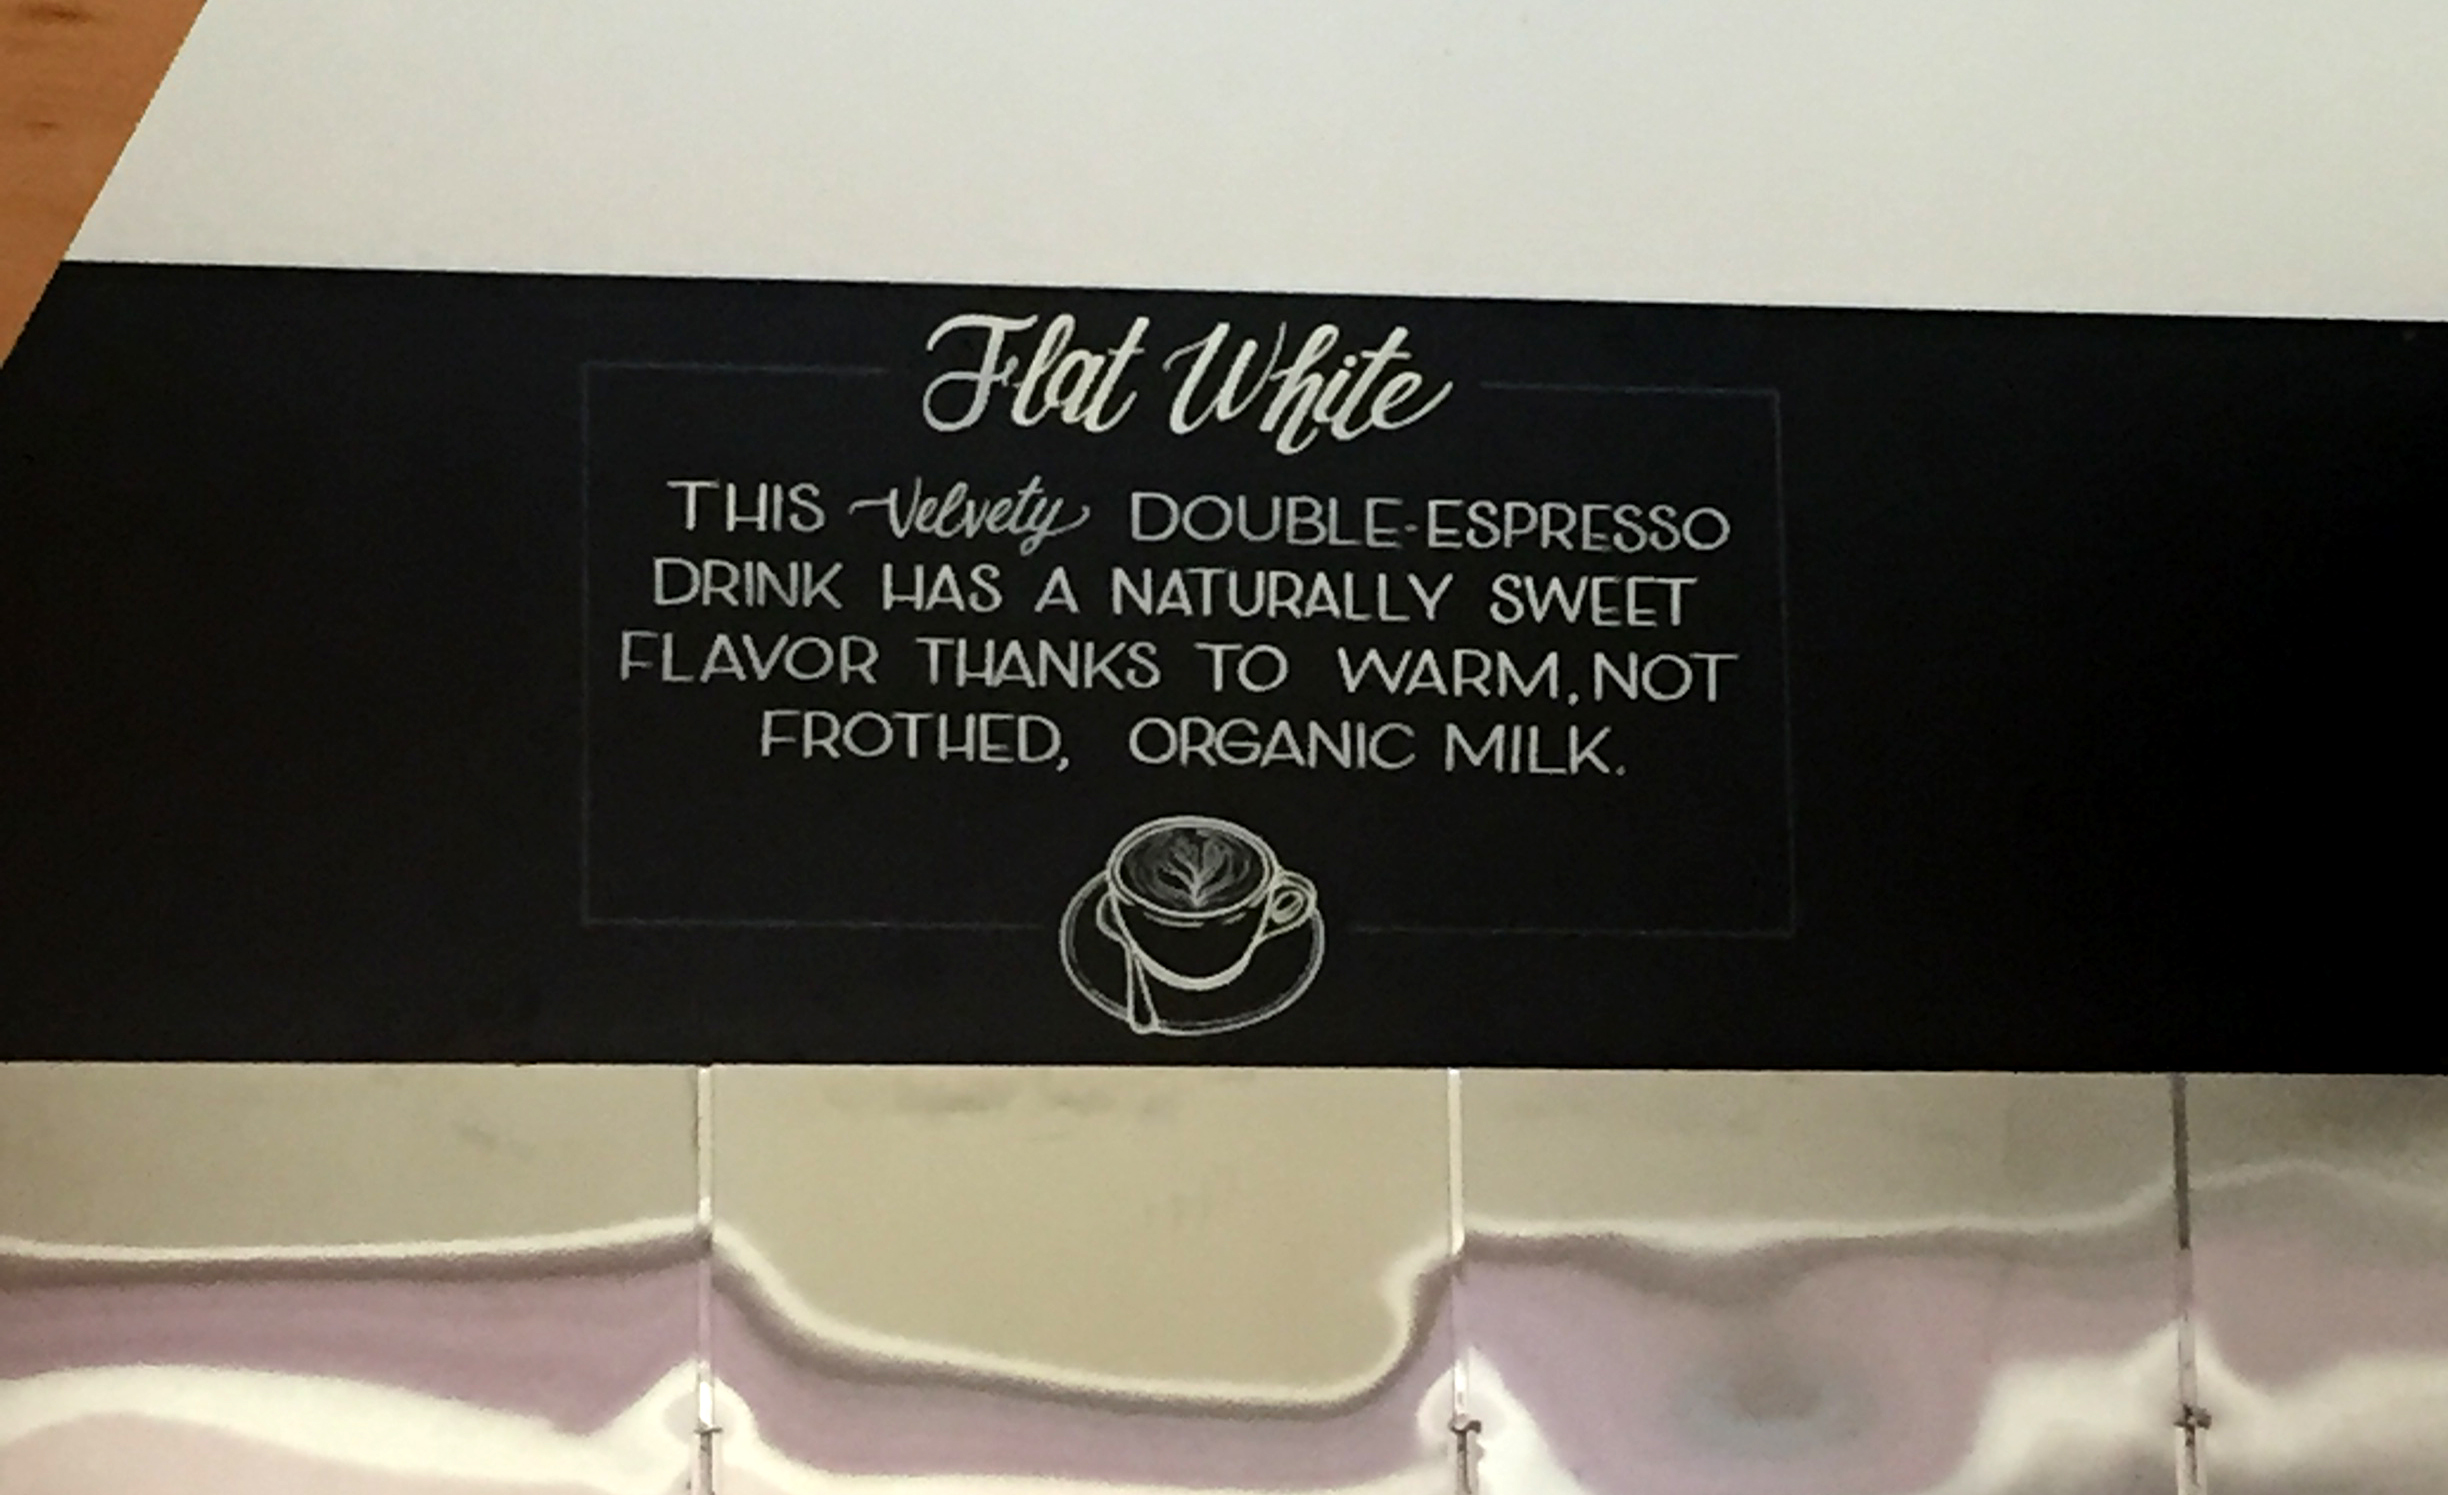 Flat White
THIS Velvety DOUBLE-ESPRESSO
DRINK HAS A NATURALLY SWEET
FLAVOR THANKS TO WARM, NOT
FROTHED, ORGANIC MILK.